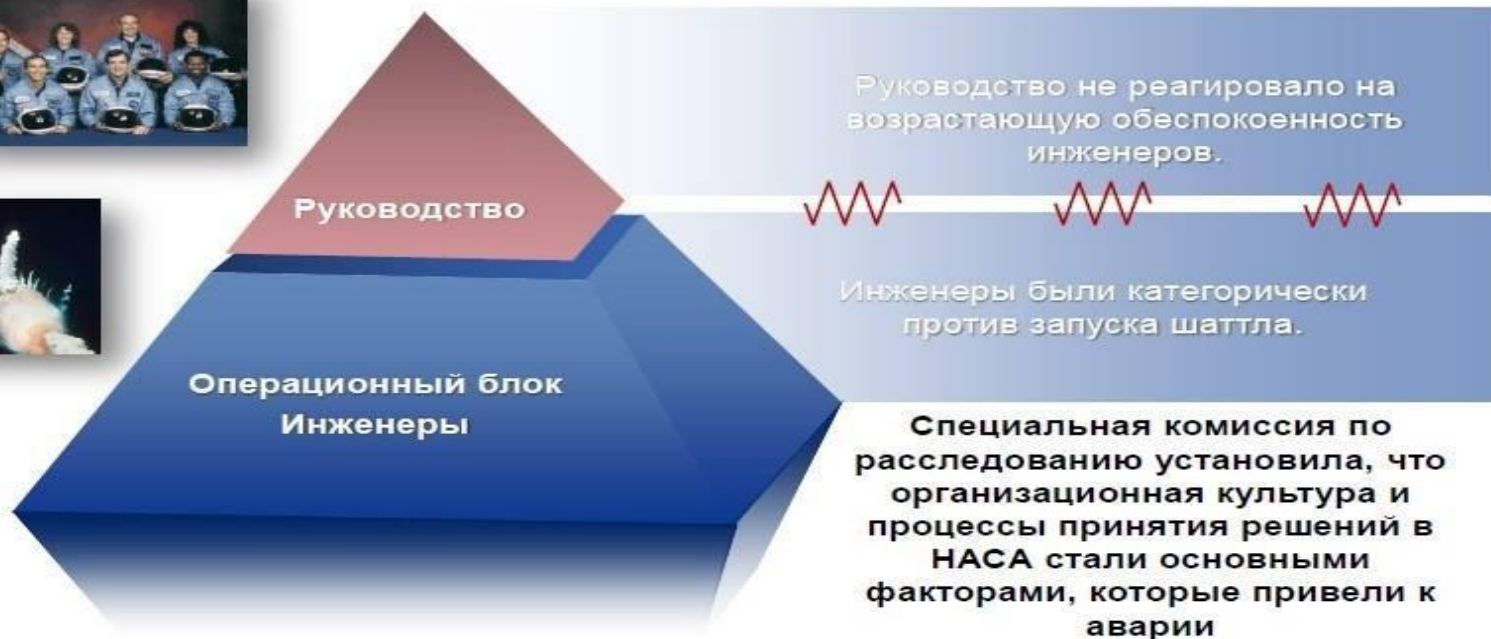 Руководство не реагировало на
возрастающую обеспокоенность
инженеров.
Руководство
Инженеры были категорически
против запуска шаттла.
Операционный блок
Инженеры
Специальная комиссия по
расследованию установила, что
организационная культура и
процессы принятия решений в
НАСА стали основными
факторами, которые привели к
аварии